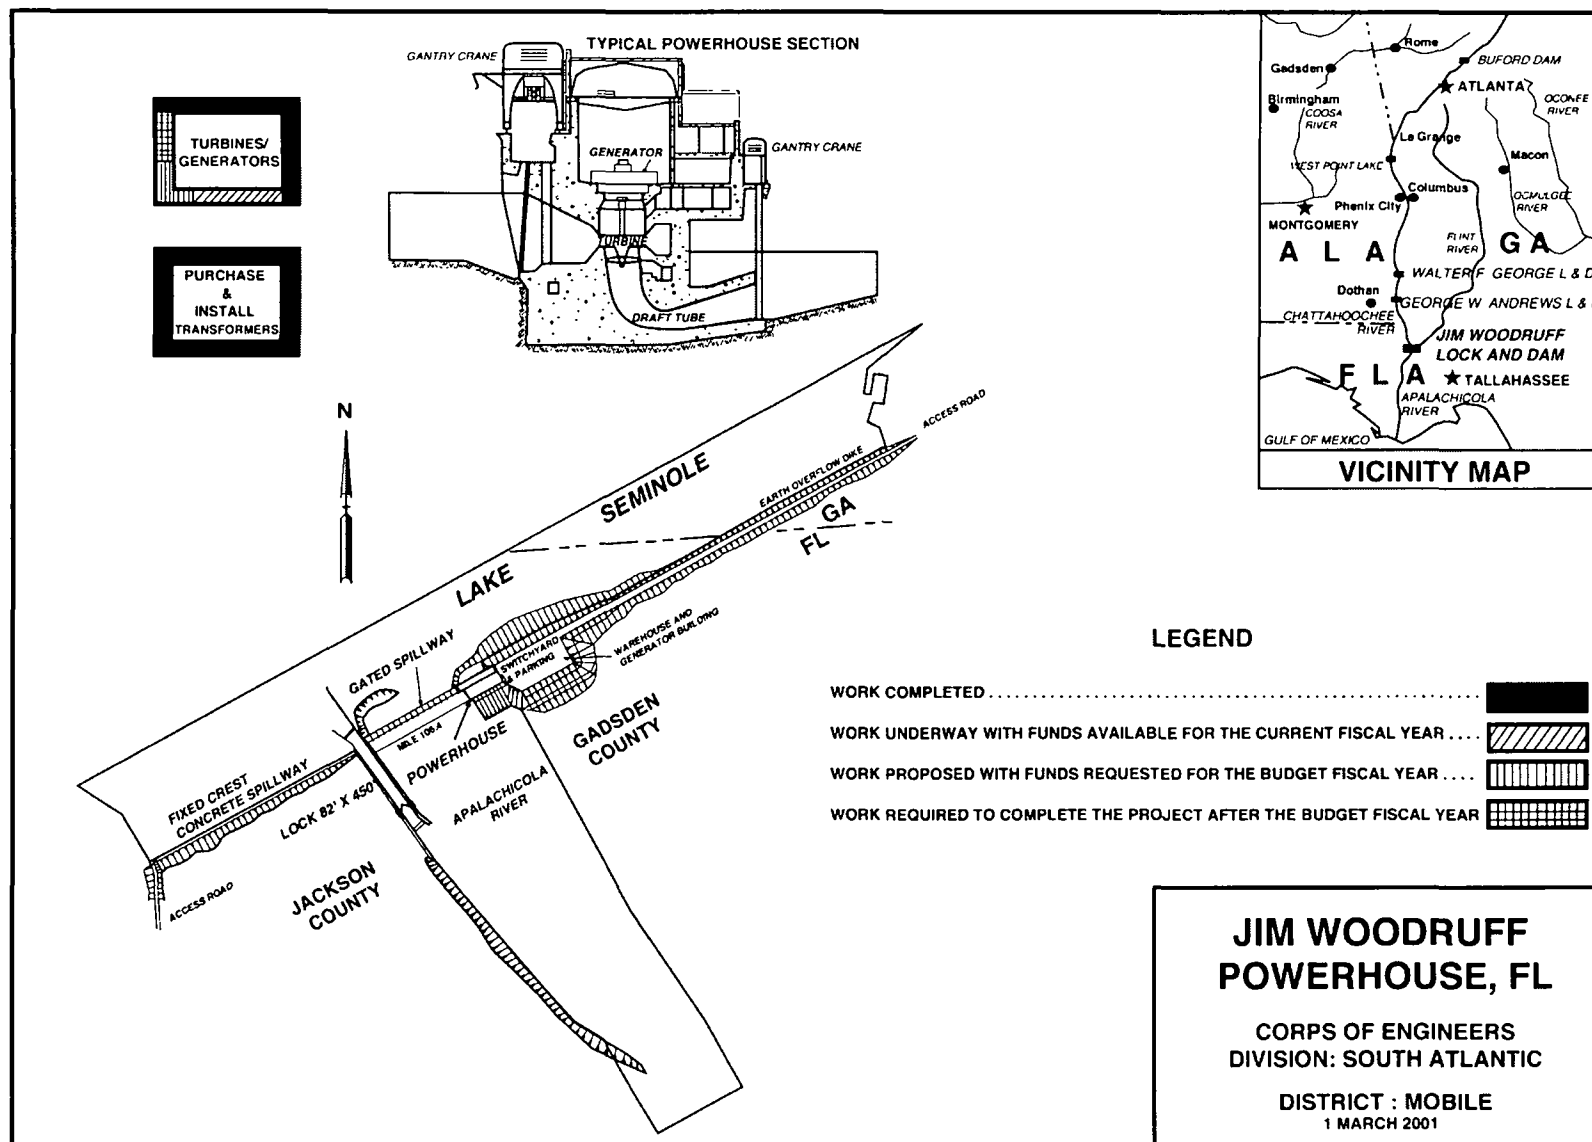 TYPICAL POWERHOUSE SECTION
GANTRY CRANE
GANTRY CRANE
GENERATOR
TURBINE
DRAFT TUBE
TURBINES/
GENERATORS
PURCHASE
&
INSTALL
TRANSFORMERS
N
Rome
Gadsden
BUFORD DAM
ATLANTA
Birmingham
COOSA
RIVER
OCONEE
RIVER
La Grange
WEST POINT LAKE
Macon
Columbus
Phenix City
OCMULGEE
RIVER
MONTGOMERY
FLINT
RIVER
A L A
GA
WALTER F GEORGE L & D
Dothan
GEORGE W ANDREWS L &
CHATTAHOOCHEE
RIVER
JIM WOODRUFF
LOCK AND DAM
F L A
TALLAHASSEE
APALACHICOLA
RIVER
GULF OF MEXICO
VICINITY MAP
ACCESS ROAD
EARTH OVERFLOW DIKE
GA
FL
LAKE SEMINOLE
GATED SPILLWAY
SWITCHYARD
& PARKING
WAREHOUSE AND
GENERATOR BUILDING
MILE 106.4
POWERHOUSE
GADSDEN
COUNTY
FIXED CREST
CONCRETE SPILLWAY
LOCK 82' X 450'
APALACHICOLA
RIVER
JACKSON
COUNTY
ACCESS ROAD
LEGEND
WORK COMPLETED
WORK UNDERWAY WITH FUNDS AVAILABLE FOR THE CURRENT FISCAL YEAR ....
WORK PROPOSED WITH FUNDS REQUESTED FOR THE BUDGET FISCAL YEAR ....
WORK REQUIRED TO COMPLETE THE PROJECT AFTER THE BUDGET FISCAL YEAR
JIM WOODRUFF
POWERHOUSE, FL
CORPS OF ENGINEERS
DIVISION: SOUTH ATLANTIC
DISTRICT : MOBILE
1 MARCH 2001